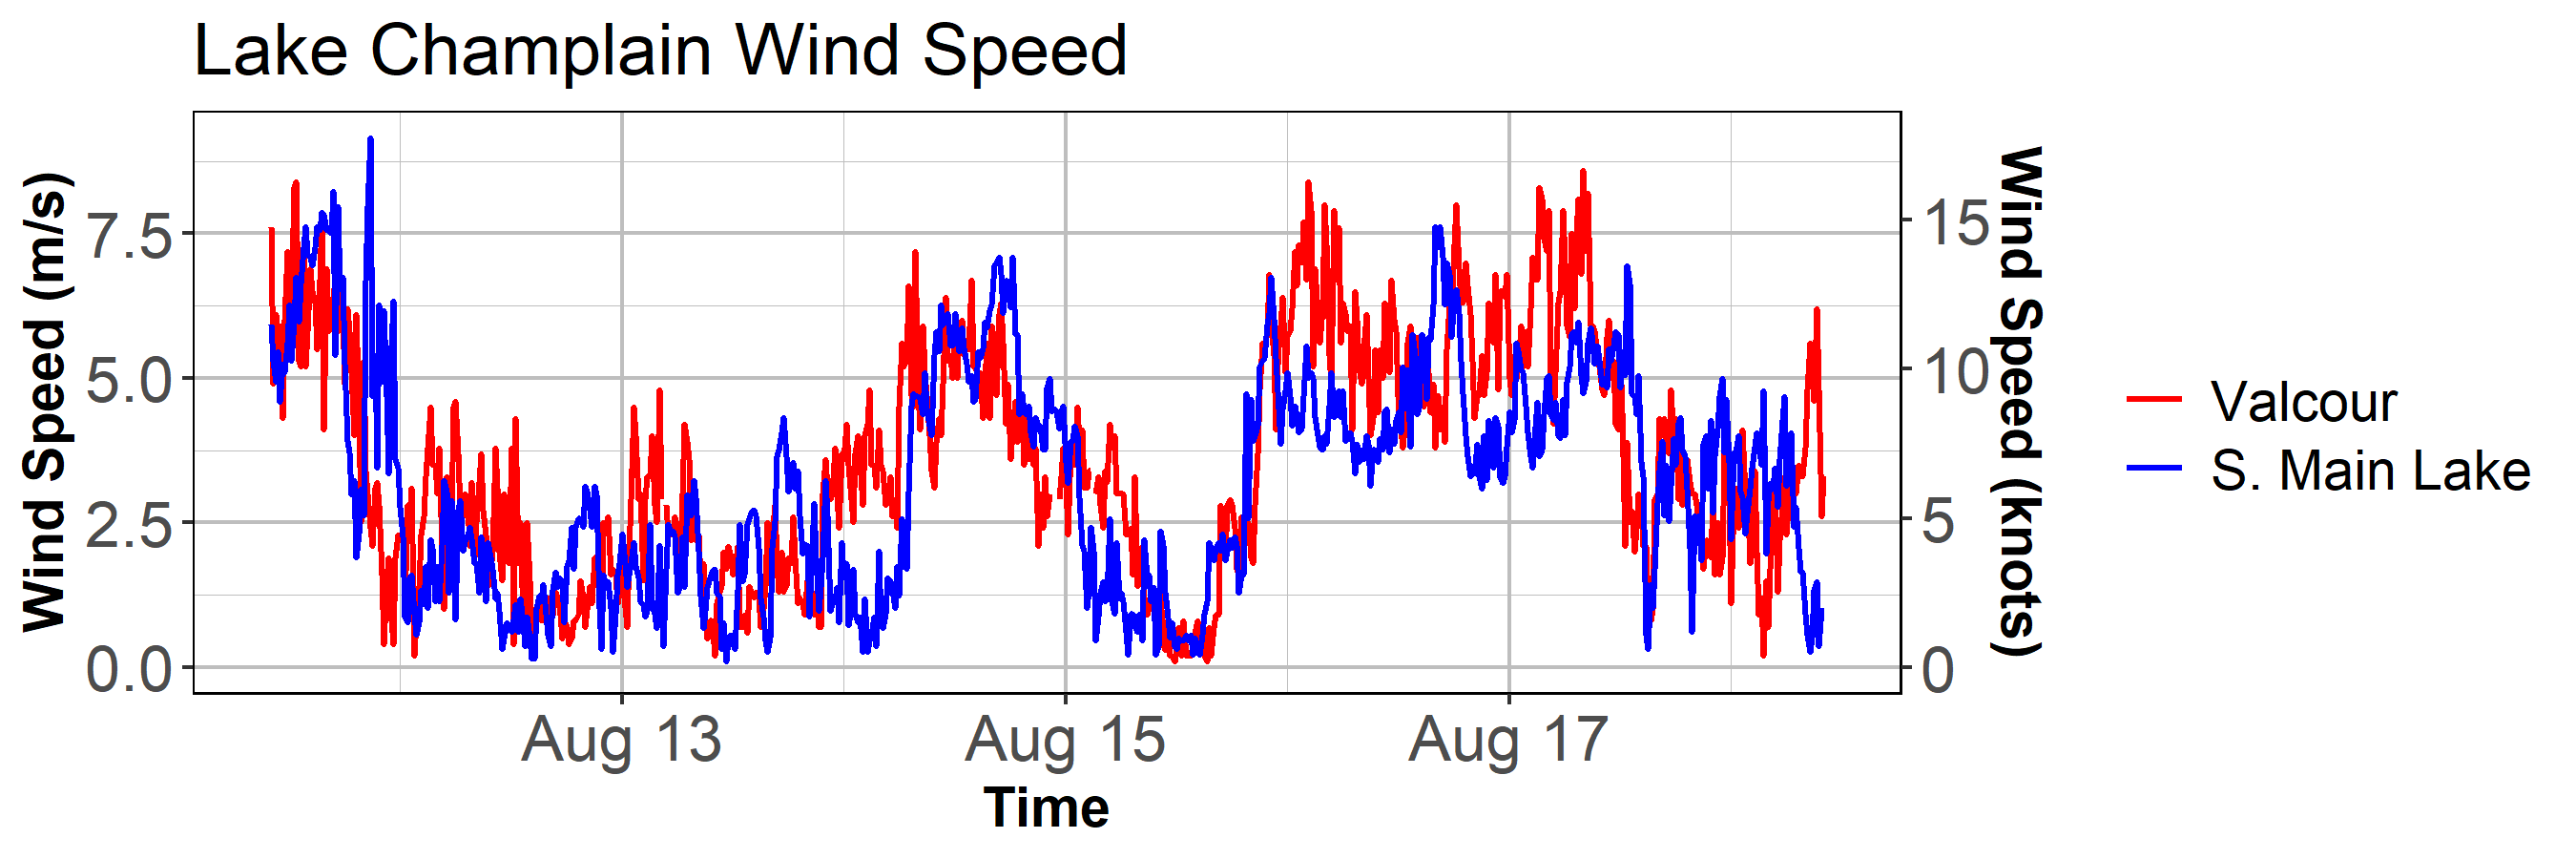 Lake Champlain Wind Speed
Wind Speed (m/s)
7.5
5.0
2.5
0.0
Aug 13
Aug 15
Aug 17
Time
15
10
5
0
Wind Speed (knots)
Valcour
S. Main Lake